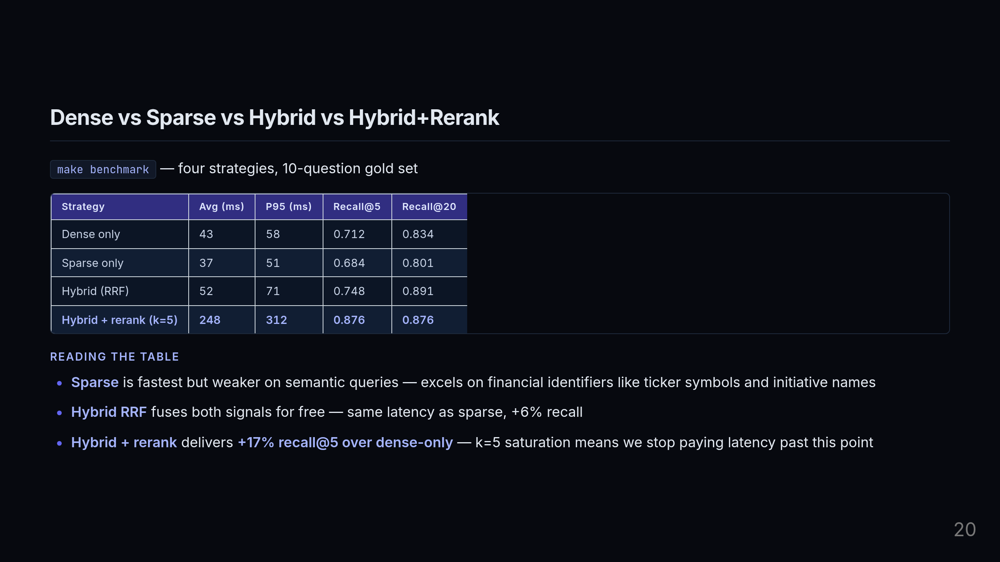 Dense vs Sparse vs Hybrid vs Hybrid+Rerank
make benchmark — four strategies, 10-question gold set
Strategy Avg (ms) P95 (ms) Recall@5 Recall@20
Dense only 43 58 0.712 0.834
Sparse only 37 51 0.684 0.801
Hybrid (RRF) 52 71 0.748 0.891
Hybrid + rerank (k=5) 248 312 0.876 0.876
READING THE TABLE
• Sparse is fastest but weaker on semantic queries — excels on financial identifiers like ticker symbols and initiative names
• Hybrid RRF fuses both signals for free — same latency as sparse, +6% recall
• Hybrid + rerank delivers +17% recall@5 over dense-only — k=5 saturation means we stop paying latency past this point
20